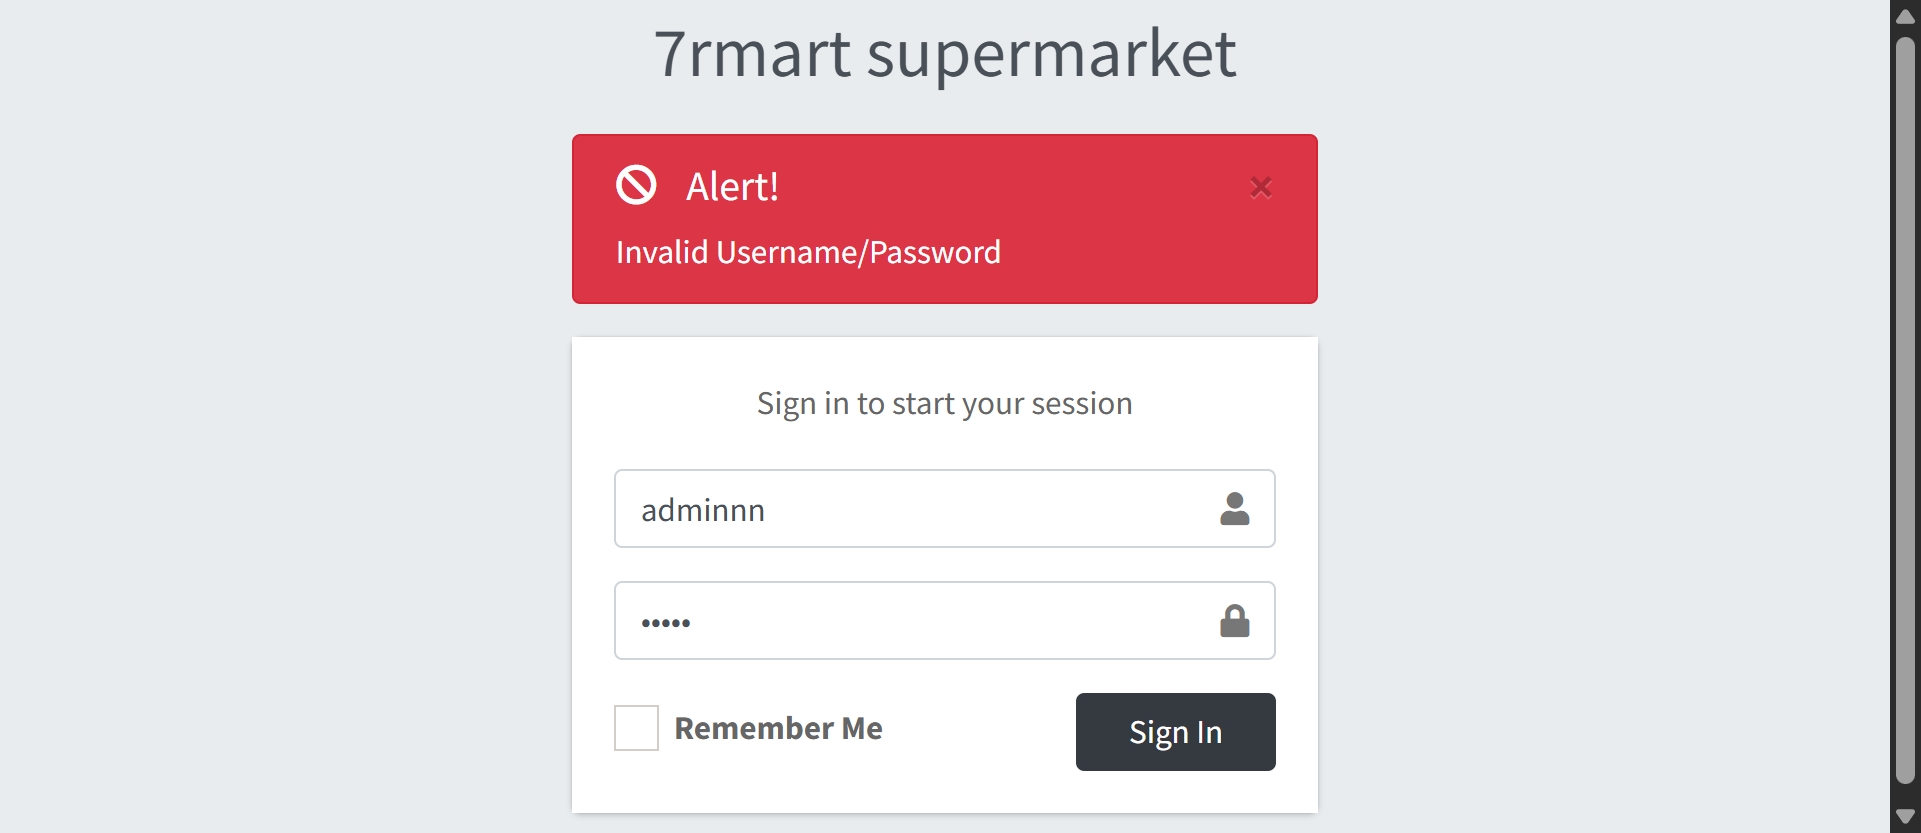 7rmart supermarket
Alert!
Invalid Username/Password
Sign in to start your session
adminnn
•••••
Remember Me
Sign In